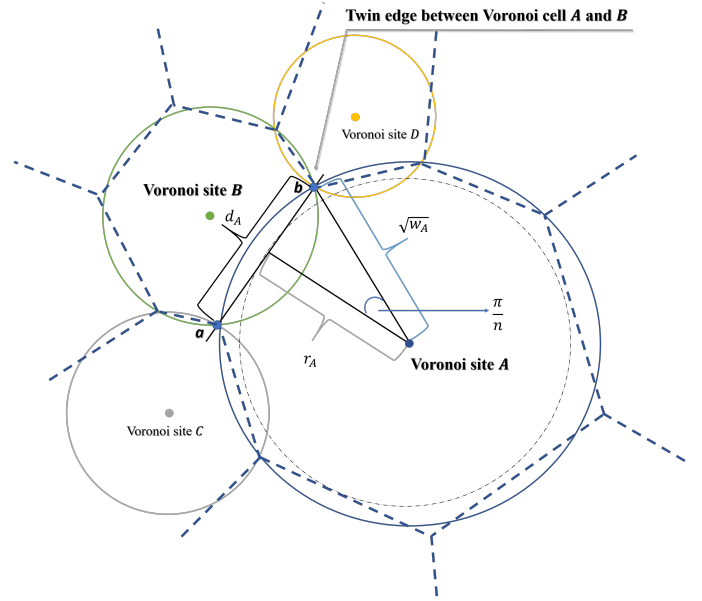 Twin edge between Voronoi cell A and B
Voronoi site D
Voronoi site B
b
d_A
√w_A
π/n
a
r_A
Voronoi site A
Voronoi site C